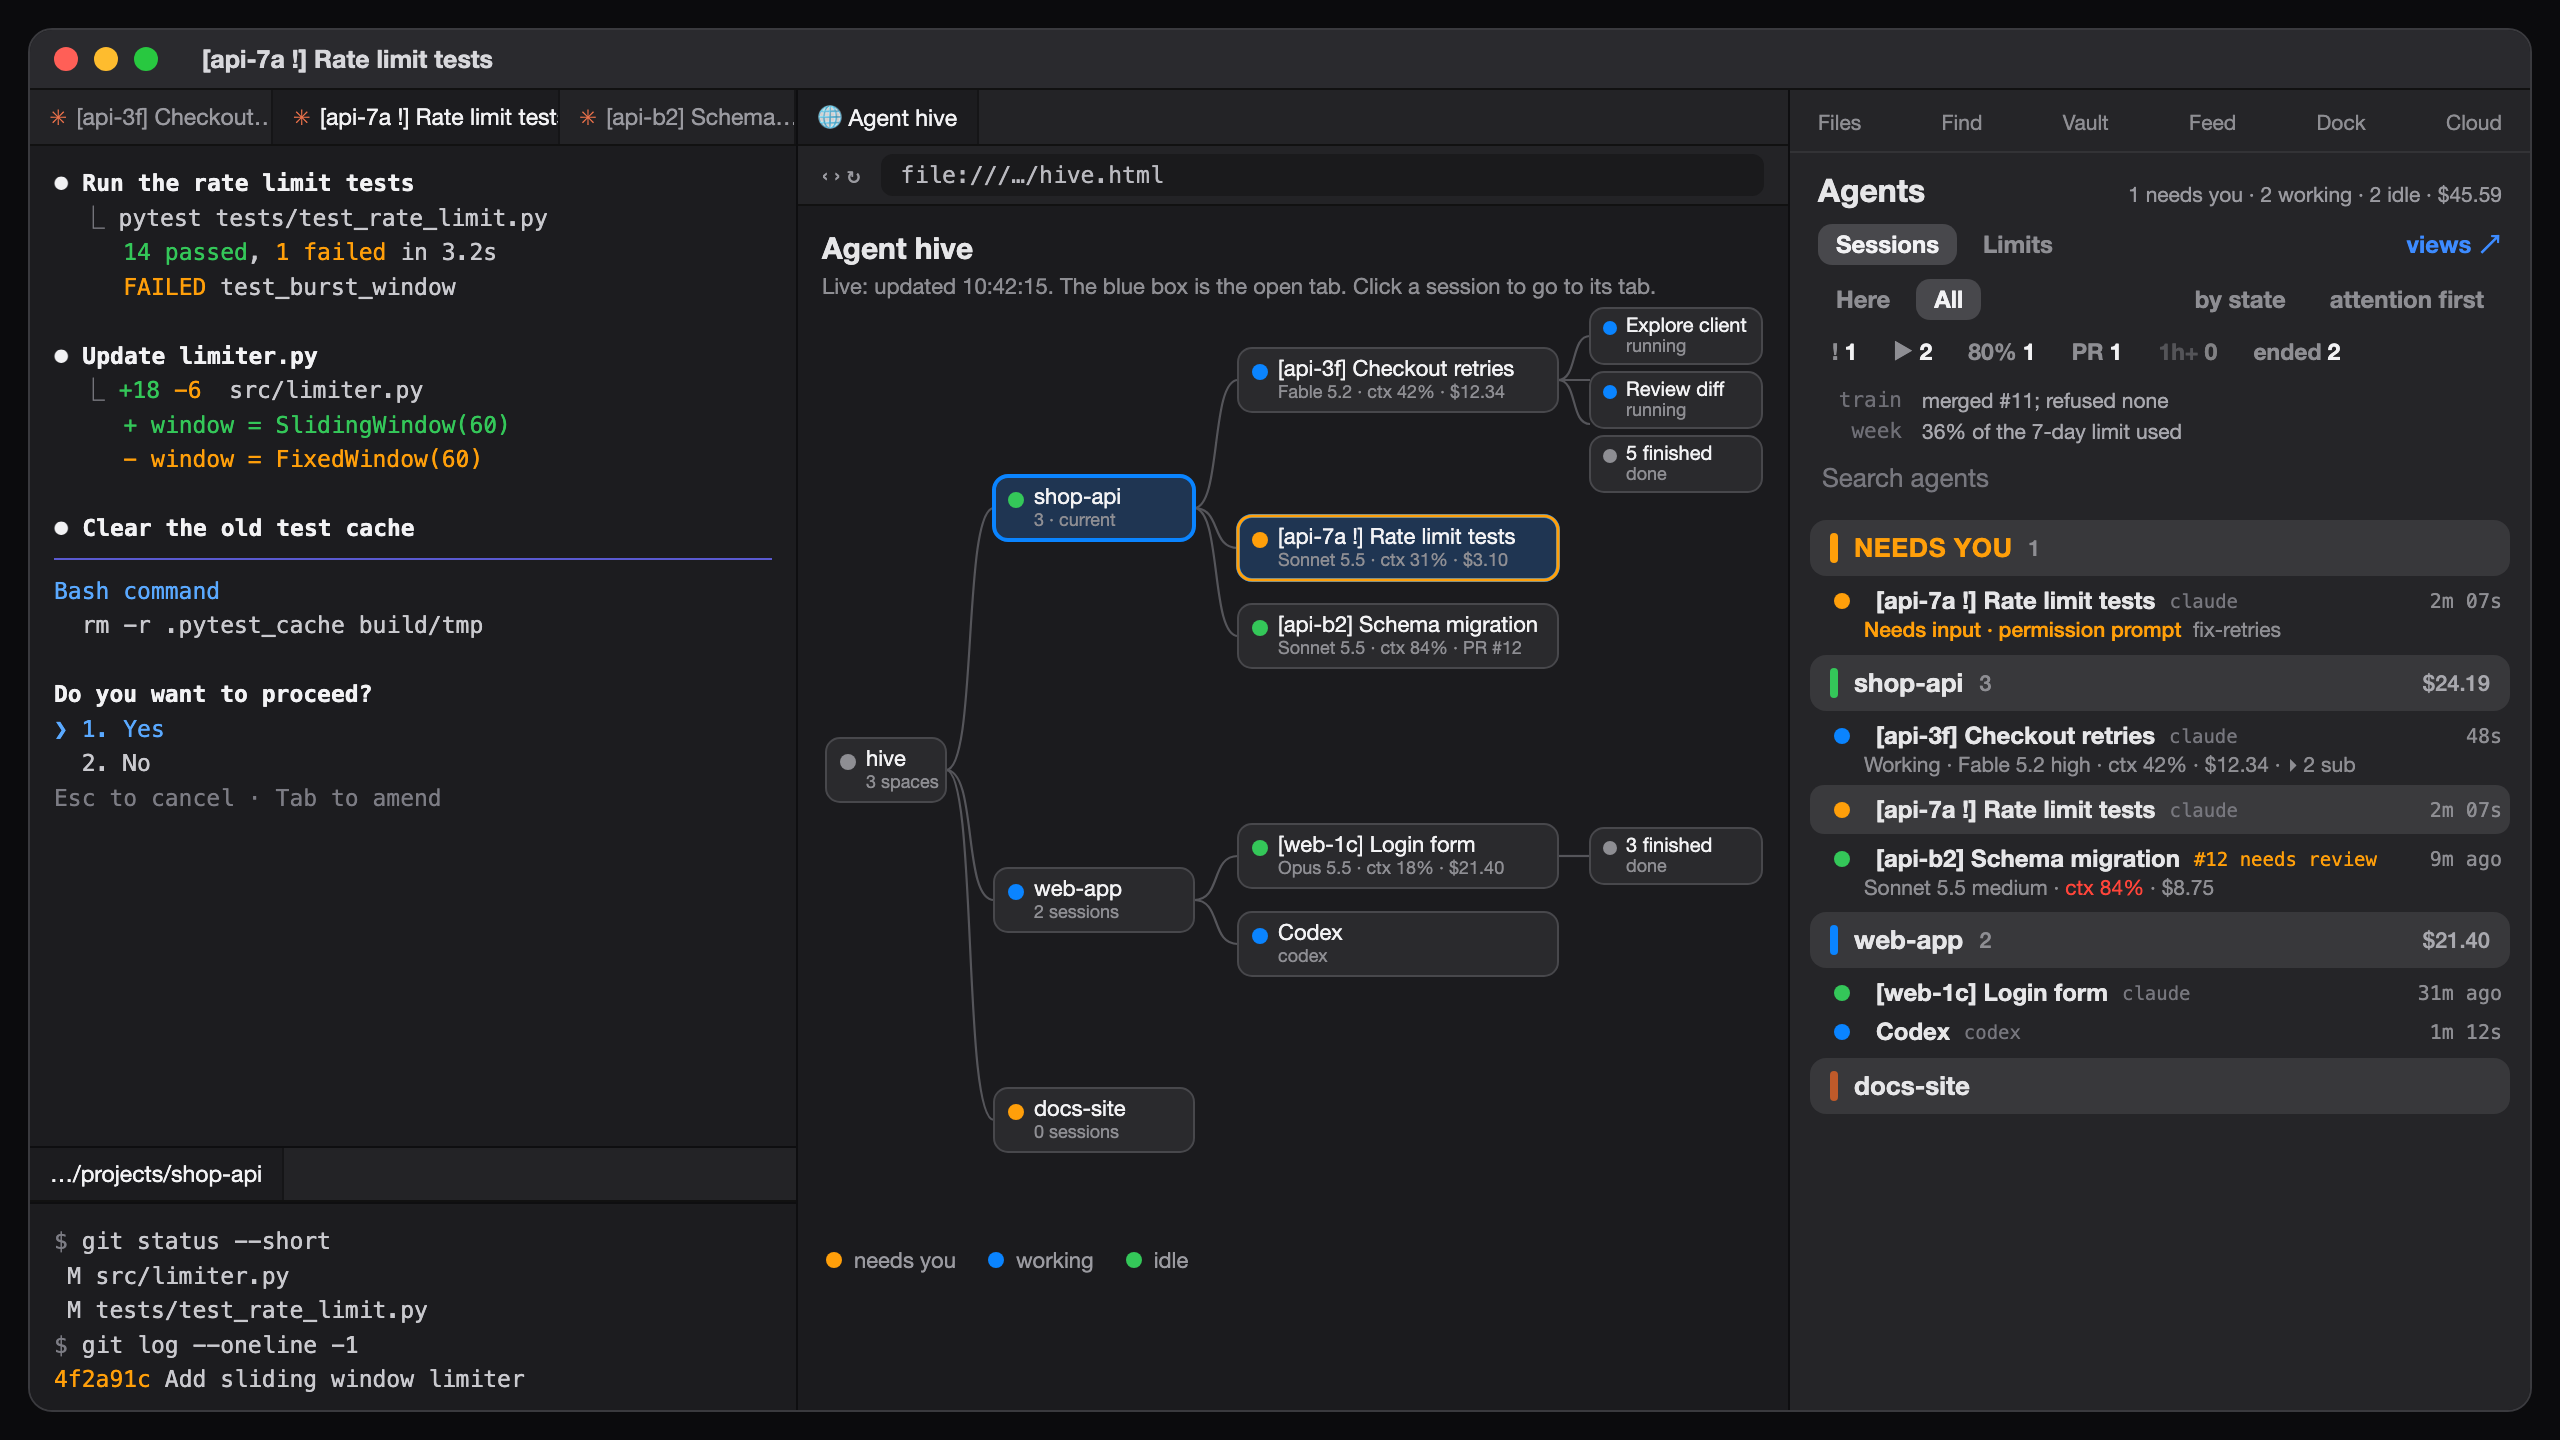 [api-7a !] Rate limit tests
[api-3f] Checkout…
[api-7a !] Rate limit test
[api-b2] Schema…
● Run the rate limit tests
pytest tests/test_rate_limit.py
14 passed, 1 failed in 3.2s
FAILED test_burst_window
● Update limiter.py
+18 −6 src/limiter.py
+ window = SlidingWindow(60)
− window = FixedWindow(60)
● Clear the old test cache
Bash command
rm −r .pytest_cache build/tmp
Do you want to proceed?
❯ 1. Yes
2. No
Esc to cancel · Tab to amend
…/projects/shop-api
$ git status --short
M src/limiter.py
M tests/test_rate_limit.py
$ git log --oneline -1
4f2a91c Add sliding window limiter
Agent hive
‹ › ↻ file:///…/hive.html
Agent hive
Live: updated 10:42:15. The blue box is the open tab. Click a session to go to its tab.
hive
3 spaces
shop-api
3 · current
[api-3f] Checkout retries
Fable 5.2 · ctx 42% · $12.34
Explore client
running
Review diff
running
5 finished
done
[api-7a !] Rate limit tests
Sonnet 5.5 · ctx 31% · $3.10
[api-b2] Schema migration
Sonnet 5.5 · ctx 84% · PR #12
web-app
2 sessions
[web-1c] Login form
Opus 5.5 · ctx 18% · $21.40
3 finished
done
Codex
codex
docs-site
0 sessions
needs you
working
idle
Files Find Vault Feed Dock Cloud
Agents 1 needs you · 2 working · 2 idle · $45.59
Sessions Limits views ↗
Here All by state attention first
! 1 ▶ 2 80% 1 PR 1 1h+ 0 ended 2
train merged #11; refused none
week 36% of the 7-day limit used
Search agents
NEEDS YOU 1
[api-7a !] Rate limit tests claude 2m 07s
Needs input · permission prompt fix-retries
shop-api 3 $24.19
[api-3f] Checkout retries claude 48s
Working · Fable 5.2 high · ctx 42% · $12.34 · ▸ 2 sub
[api-7a !] Rate limit tests claude 2m 07s
[api-b2] Schema migration #12 needs review 9m ago
Sonnet 5.5 medium · ctx 84% · $8.75
web-app 2 $21.40
[web-1c] Login form claude 31m ago
Codex codex 1m 12s
docs-site